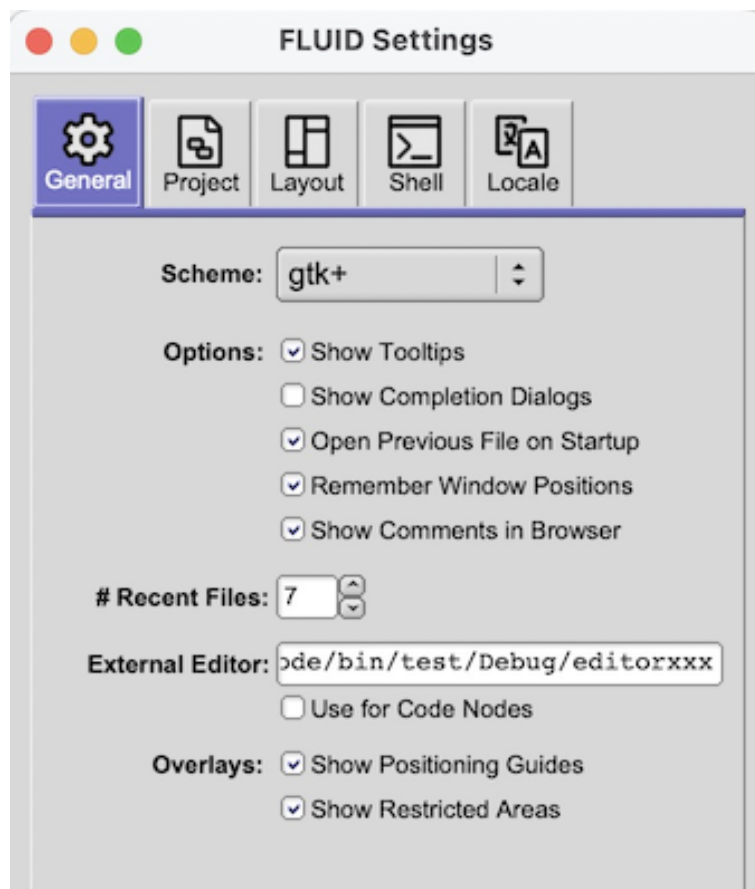 FLUID Settings
General Project Layout Shell Locale
Scheme: gtk+
Options: Show Tooltips
Show Completion Dialogs
Open Previous File on Startup
Remember Window Positions
Show Comments in Browser
# Recent Files: 7
External Editor: ode/bin/test/Debug/editorxxx
Use for Code Nodes
Overlays: Show Positioning Guides
Show Restricted Areas